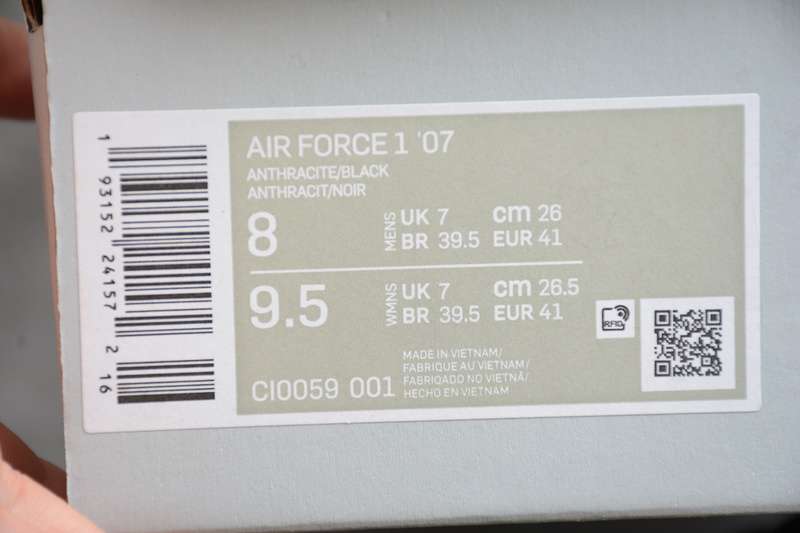 AIR FORCE 1 '07
ANTHRACITE/BLACK
ANTHRACIT/NOIR
8
MENS
UK 7 cm 26
BR 39.5 EUR 41
9.5
WMNS
UK 7 cm 26.5
BR 39.5 EUR 41
CI0059 001
MADE IN VIETNAM/
FABRIQUE AU VIETNAM/
FABRIQADO NO VIETNÃ/
HECHO EN VIETNAM
RFID
1 93152 24157 2 16